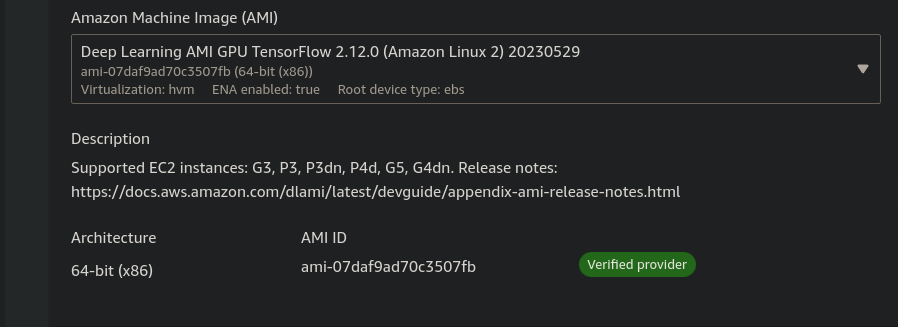 Amazon Machine Image (AMI)
Deep Learning AMI GPU TensorFlow 2.12.0 (Amazon Linux 2) 20230529
ami-07daf9ad70c3507fb (64-bit (x86))
Virtualization: hvm ENA enabled: true Root device type: ebs
Description
Supported EC2 instances: G3, P3, P3dn, P4d, G5, G4dn. Release notes:
https://docs.aws.amazon.com/dlami/latest/devguide/appendix-ami-release-notes.html
Architecture AMI ID
64-bit (x86) ami-07daf9ad70c3507fb Verified provider